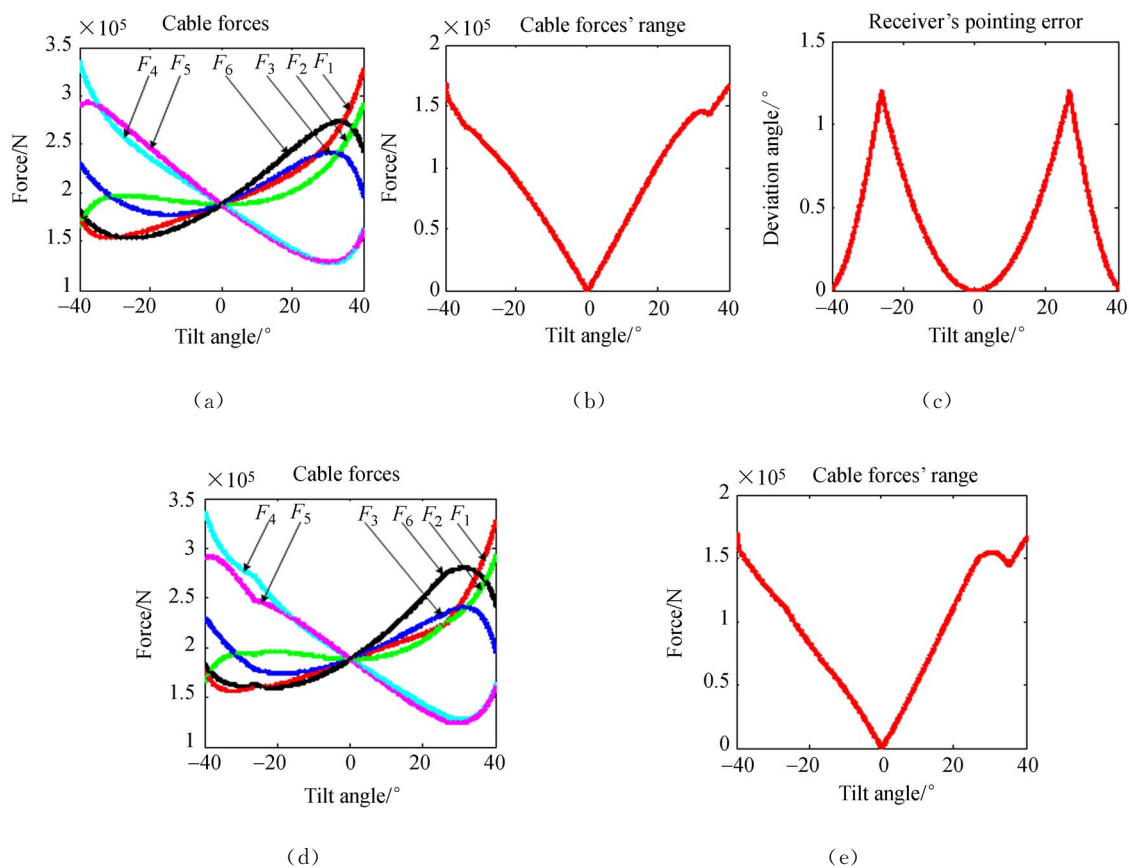 Cable forces
×10⁵
3.5
3
2.5
2
1.5
1
Force/N
F₄ F₅ F₆ F₃ F₂ F₁
−40 −20 0 20 40
Tilt angle/°
(a)
Cable forces' range
×10⁵
2
1.5
1
0.5
0
Force/N
−40 −20 0 20 40
Tilt angle/°
(b)
Receiver's pointing error
1.5
1
0.5
0
Deviation angle/°
−40 −20 0 20 40
Tilt angle/°
(c)
Cable forces
×10⁵
3.5
3
2.5
2
1.5
1
Force/N
F₄ F₅ F₃ F₆ F₂ F₁
−40 −20 0 20 40
Tilt angle/°
(d)
Cable forces' range
×10⁵
2
1.5
1
0.5
0
Force/N
−40 −20 0 20 40
Tilt angle/°
(e)